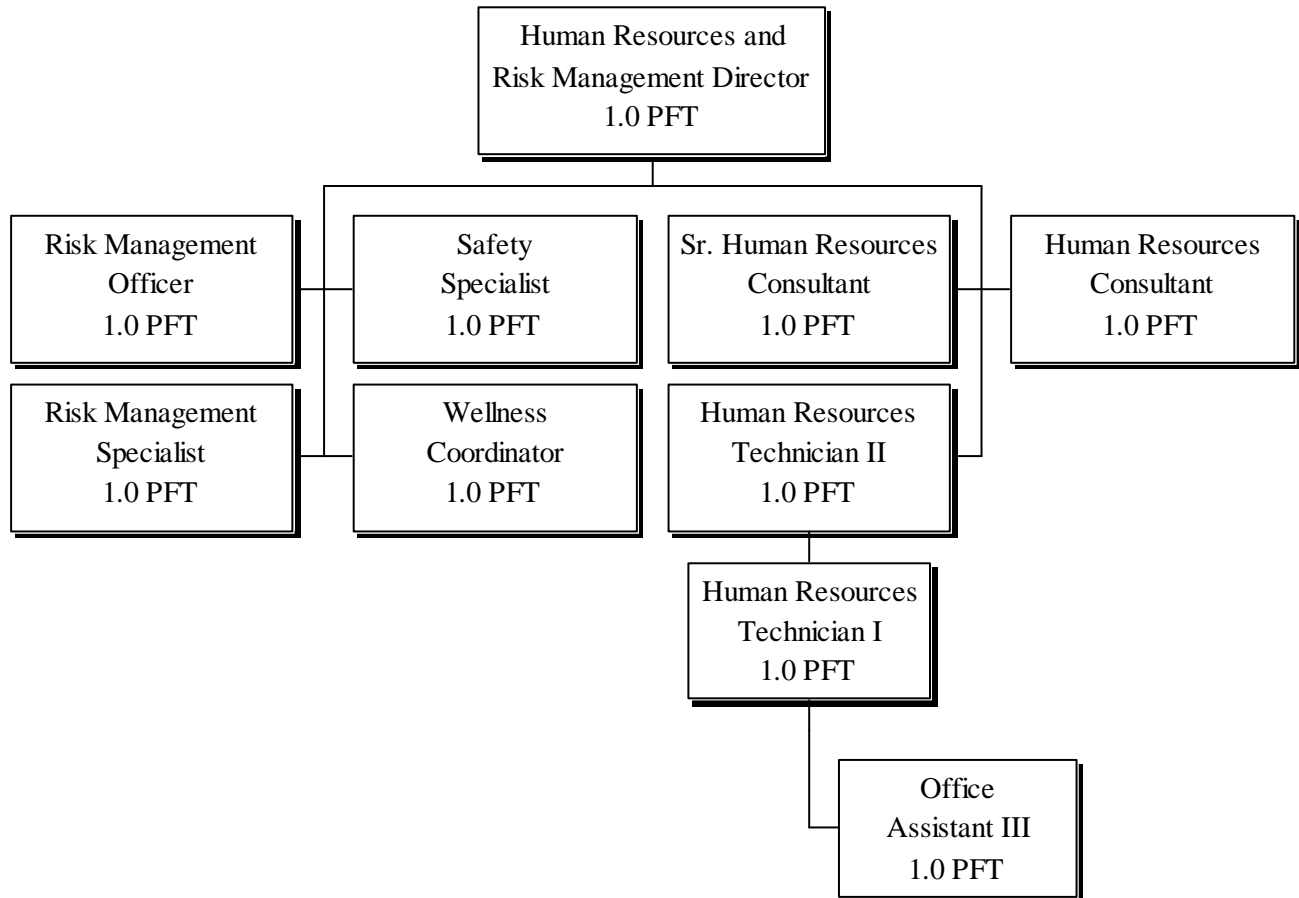 Human Resources and
Risk Management Director
1.0 PFT
Risk Management
Officer
1.0 PFT
Safety
Specialist
1.0 PFT
Sr. Human Resources
Consultant
1.0 PFT
Human Resources
Consultant
1.0 PFT
Risk Management
Specialist
1.0 PFT
Wellness
Coordinator
1.0 PFT
Human Resources
Technician II
1.0 PFT
Human Resources
Technician I
1.0 PFT
Office
Assistant III
1.0 PFT